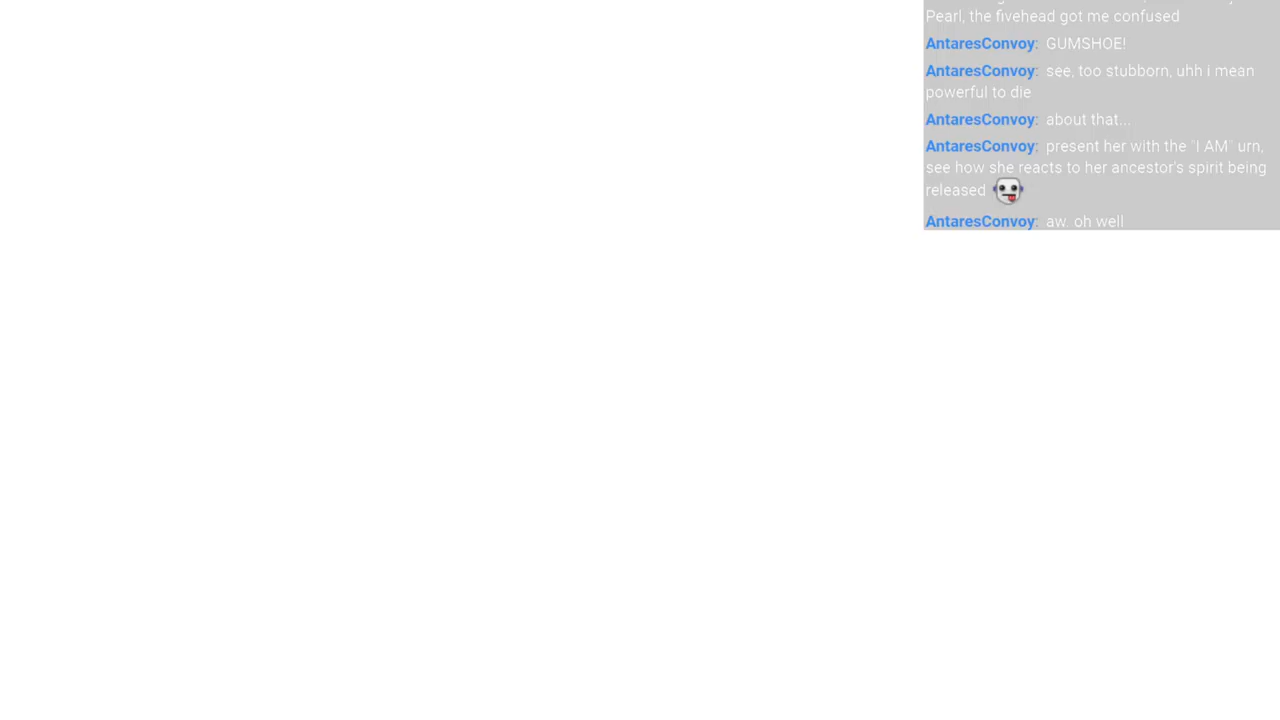 Pearl, the fivehead got me confused
AntaresConvoy: GUMSHOE!
AntaresConvoy: see, too stubborn, uhh i mean
powerful to die
AntaresConvoy: about that...
AntaresConvoy: present her with the "I AM" urn,
see how she reacts to her ancestor's spirit being
released
AntaresConvoy: aw. oh well